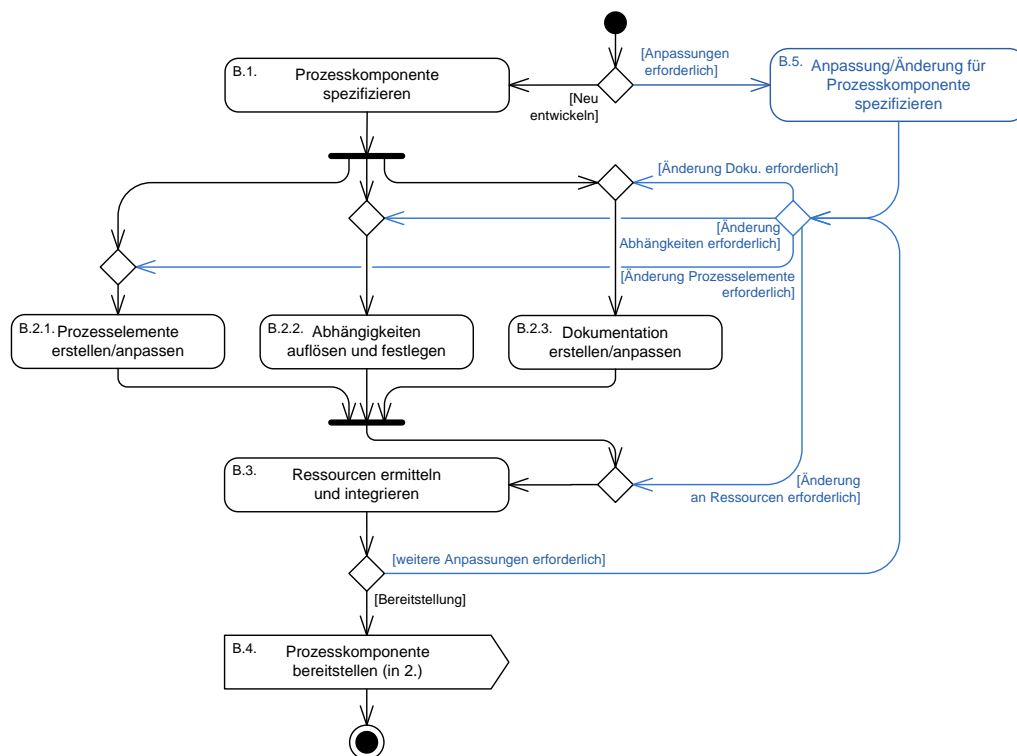 B.1. Prozesskomponente
spezifizieren
[Anpassungen
erforderlich]
B.5. Anpassung/Änderung für
Prozesskomponente
spezifizieren
[Neu
entwickeln]
[Änderung Doku. erforderlich]
[Änderung
Abhängkeiten erforderlich]
[Änderung Prozesselemente
erforderlich]
B.2.1. Prozesselemente
erstellen/anpassen
B.2.2. Abhängigkeiten
auflösen und festlegen
B.2.3. Dokumentation
erstellen/anpassen
B.3. Ressourcen ermitteln
und integrieren
[Änderung
an Ressourcen erforderlich]
[weitere Anpassungen erforderlich]
[Bereitstellung]
B.4. Prozesskomponente
bereitstellen (in 2.)